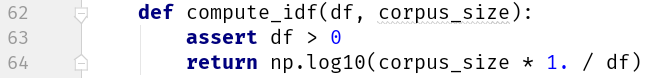 62 def compute_idf(df, corpus_size):
63 assert df > 0
64 return np.log10(corpus_size * 1. / df)